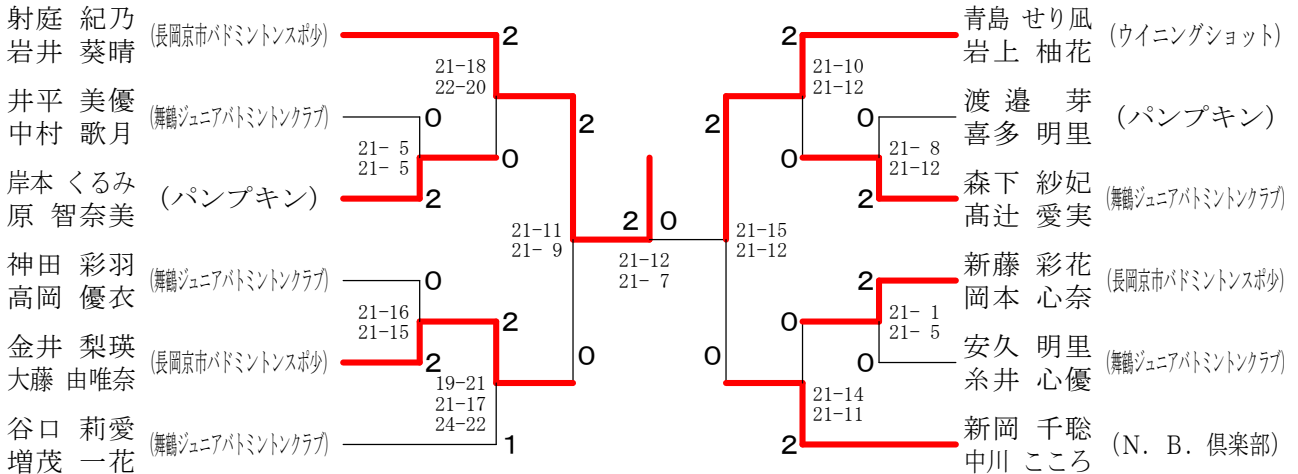 射庭 紀乃
岩井 葵晴
(長岡京市バドミントンスポ少)
井平 美優
中村 歌月
(舞鶴ジュニアバトミントンクラブ)
岸本 くるみ
原 智奈美
(パンプキン)
神田 彩羽
高岡 優衣
(舞鶴ジュニアバトミントンクラブ)
金井 梨瑛
大藤 由唯奈
(長岡京市バドミントンスポ少)
谷口 莉愛
増茂 一花
(舞鶴ジュニアバトミントンクラブ)
2
21-18
22-20
0
21- 5
21- 5
2
0
2
0
21-16
21-15
2
2
19-21
21-17
24-22
1
21-11
21- 9
0
2 0
21-12
21- 7
2
21-15
21-12
0
2
21-10
21-12
0
0
21- 8
21-12
2
2
21- 1
21- 5
0
0
21-14
21-11
2
青島 せり凪
岩上 柚花
(ウイニングショット)
渡邉 芽
喜多 明里
(パンプキン)
森下 紗妃
髙辻 愛実
(舞鶴ジュニアバトミントンクラブ)
新藤 彩花
岡本 心奈
(長岡京市バドミントンスポ少)
安久 明里
糸井 心優
(舞鶴ジュニアバトミントンクラブ)
新岡 千聡
中川 こころ
(N. B. 倶楽部)